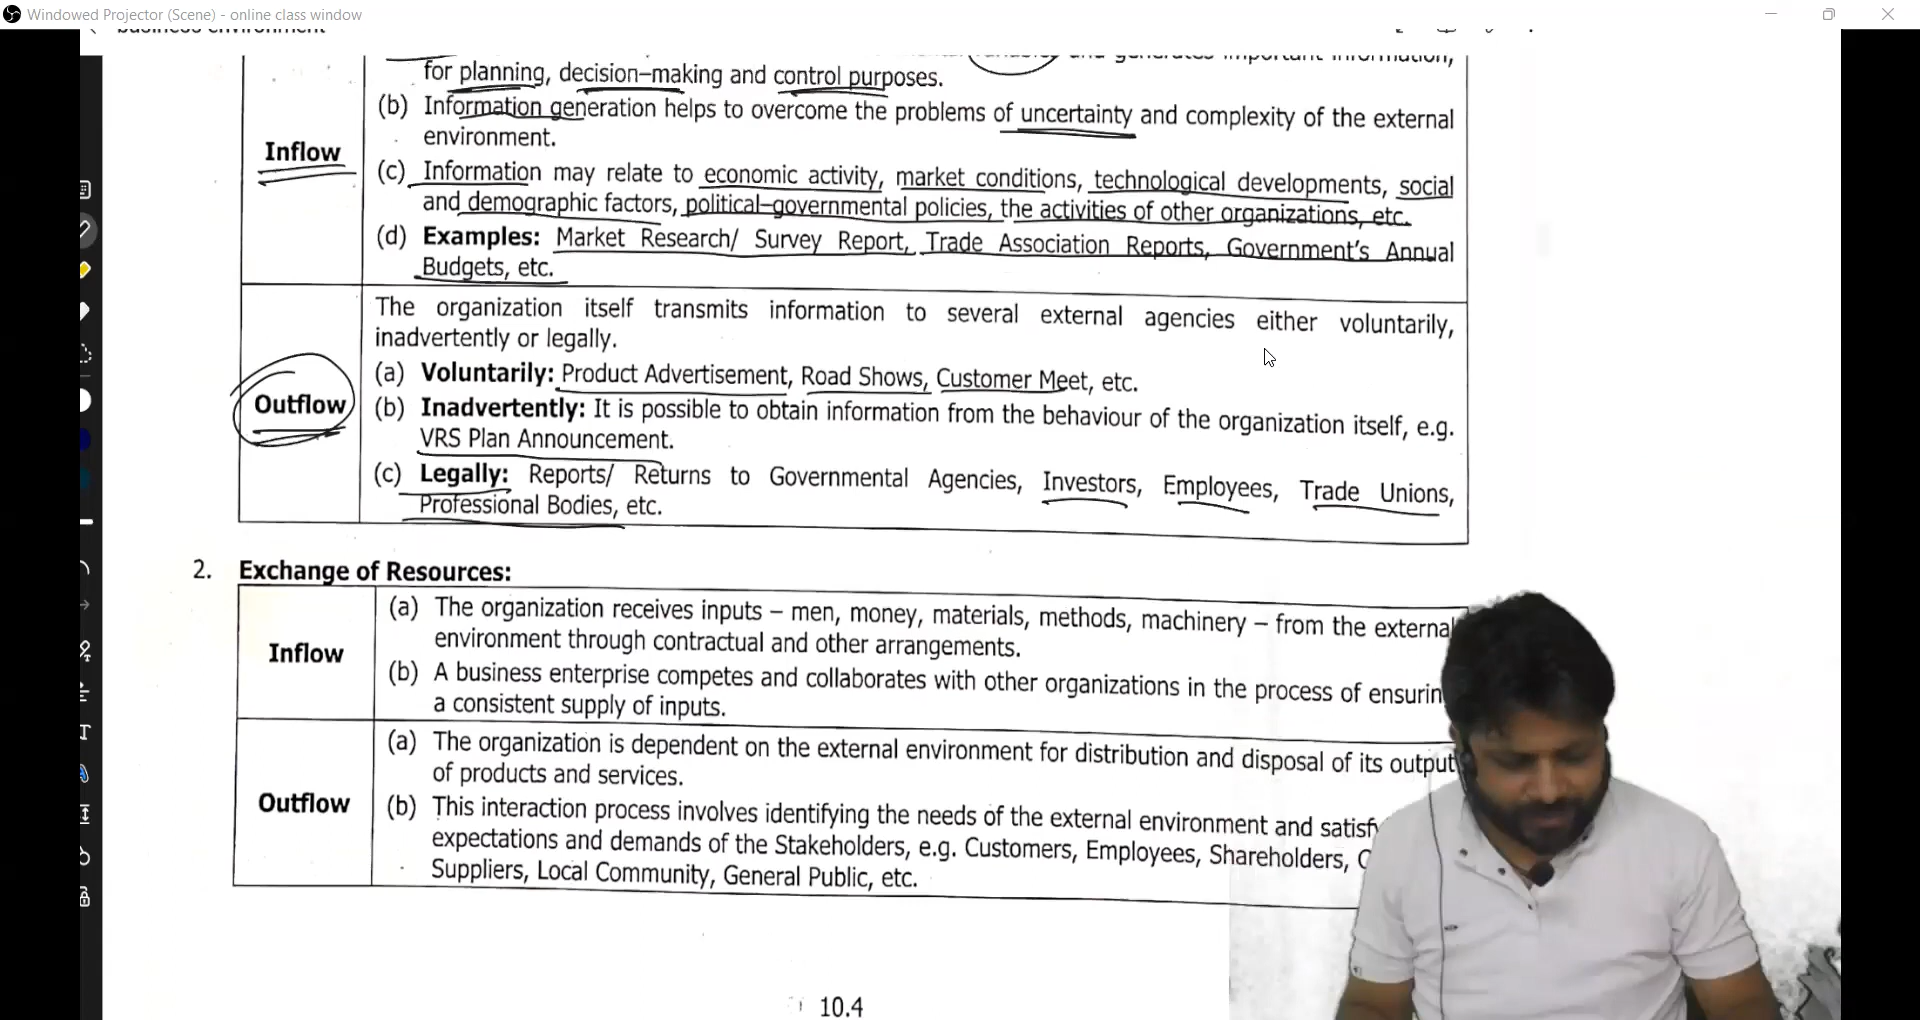 Windowed Projector (Scene) - online class window
business environment
and generates important information,
for planning, decision–making and control purposes.
(b) Information generation helps to overcome the problems of uncertainty and complexity of the external
environment.
Inflow
(c) Information may relate to economic activity, market conditions, technological developments, social
and demographic factors, political–governmental policies, the activities of other organizations, etc.
(d) Examples: Market Research/ Survey Report, Trade Association Reports, Government's Annual
Budgets, etc.
The organization itself transmits information to several external agencies either voluntarily,
inadvertently or legally.
(a) Voluntarily: Product Advertisement, Road Shows, Customer Meet, etc.
Outflow
(b) Inadvertently: It is possible to obtain information from the behaviour of the organization itself, e.g.
VRS Plan Announcement.
(c) Legally: Reports/ Returns to Governmental Agencies, Investors, Employees, Trade Unions,
Professional Bodies, etc.
2. Exchange of Resources:
(a) The organization receives inputs – men, money, materials, methods, machinery – from the external
environment through contractual and other arrangements.
Inflow
(b) A business enterprise competes and collaborates with other organizations in the process of ensurin
a consistent supply of inputs.
(a) The organization is dependent on the external environment for distribution and disposal of its output
of products and services.
Outflow
(b) This interaction process involves identifying the needs of the external environment and satisf
expectations and demands of the Stakeholders, e.g. Customers, Employees, Shareholders,
Suppliers, Local Community, General Public, etc.
10.4